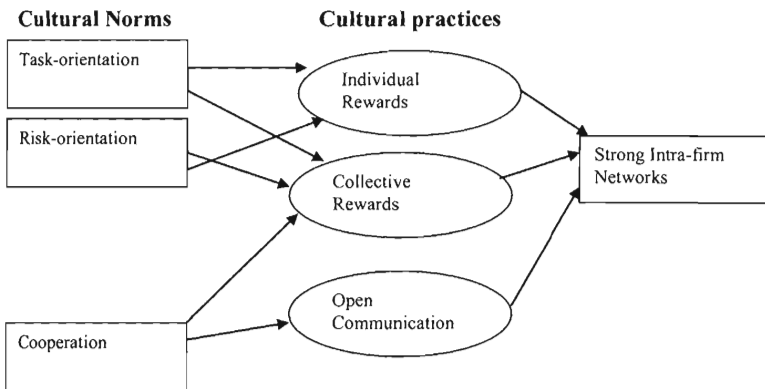 Cultural Norms
Cultural practices
Task-orientation
Individual
Rewards
Risk-orientation
Strong Intra-firm
Networks
Collective
Rewards
Open
Communication
Cooperation